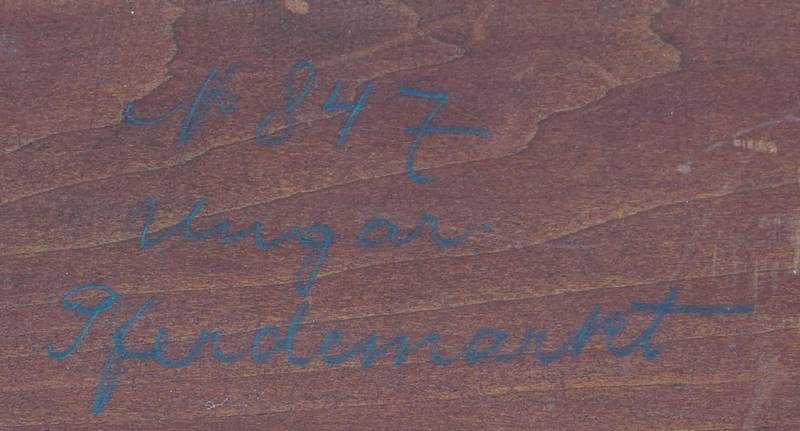 № 847
Ungar.
Pferdemarkt